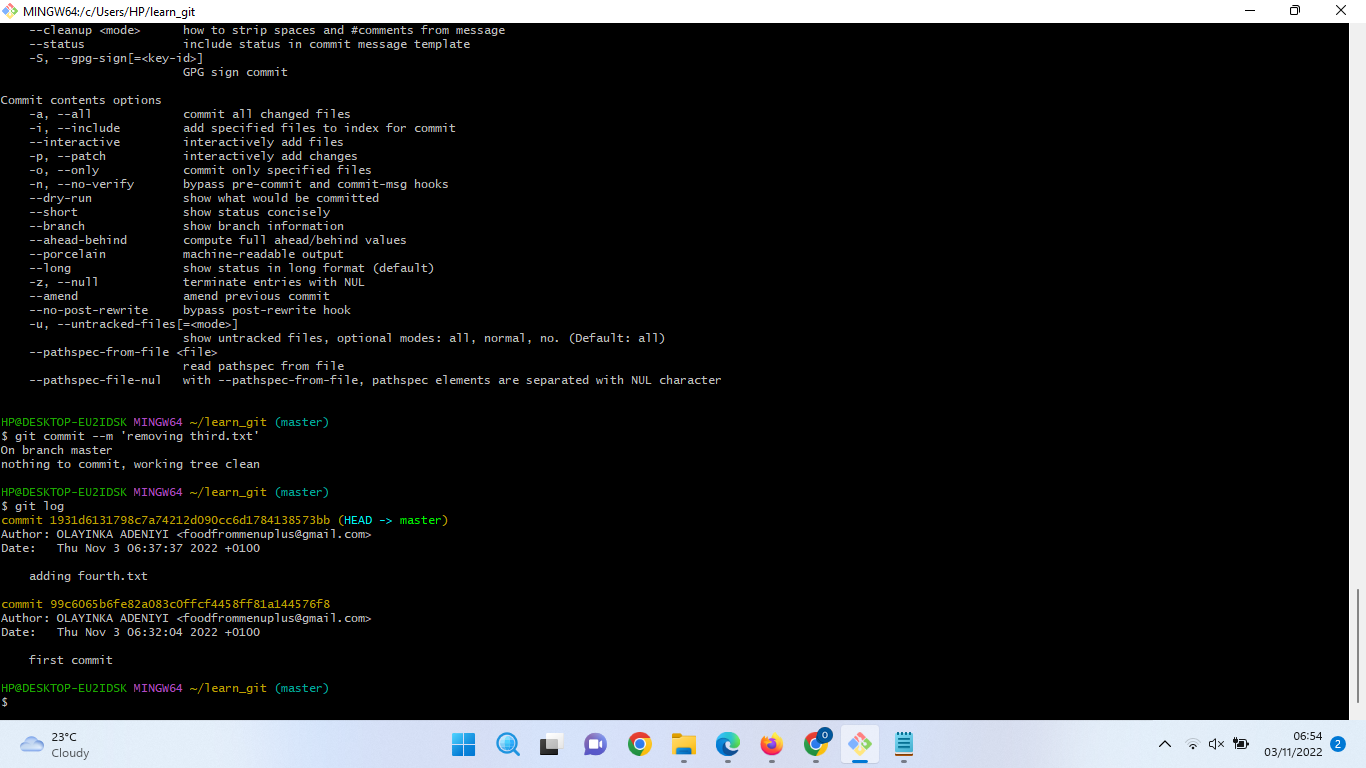 MINGW64:/c/Users/HP/learn_git
--cleanup <mode>      how to strip spaces and #comments from message
--status              include status in commit message template
-S, --gpg-sign[=<key-id>]
GPG sign commit
Commit contents options
-a, --all             commit all changed files
-i, --include         add specified files to index for commit
--interactive         interactively add files
-p, --patch           interactively add changes
-o, --only            commit only specified files
-n, --no-verify       bypass pre-commit and commit-msg hooks
--dry-run             show what would be committed
--short               show status concisely
--branch              show branch information
--ahead-behind        compute full ahead/behind values
--porcelain           machine-readable output
--long                show status in long format (default)
-z, --null            terminate entries with NUL
--amend               amend previous commit
--no-post-rewrite     bypass post-rewrite hook
-u, --untracked-files[=<mode>]
show untracked files, optional modes: all, normal, no. (Default: all)
--pathspec-from-file <file>
read pathspec from file
--pathspec-file-nul   with --pathspec-from-file, pathspec elements are separated with NUL character
HP@DESKTOP-EU2IDSK MINGW64 ~/learn_git (master)
$ git commit --m 'removing third.txt'
On branch master
nothing to commit, working tree clean
HP@DESKTOP-EU2IDSK MINGW64 ~/learn_git (master)
$ git log
commit 1931d6131798c7a74212d090cc6d1784138573bb (HEAD -> master)
Author: OLAYINKA ADENIYI <foodfrommenuplus@gmail.com>
Date:   Thu Nov 3 06:37:37 2022 +0100
adding fourth.txt
commit 99c6065b6fe82a083c0ffcf4458ff81a144576f8
Author: OLAYINKA ADENIYI <foodfrommenuplus@gmail.com>
Date:   Thu Nov 3 06:32:04 2022 +0100
first commit
HP@DESKTOP-EU2IDSK MINGW64 ~/learn_git (master)
$
23°C
Cloudy
0
06:54
03/11/2022
2